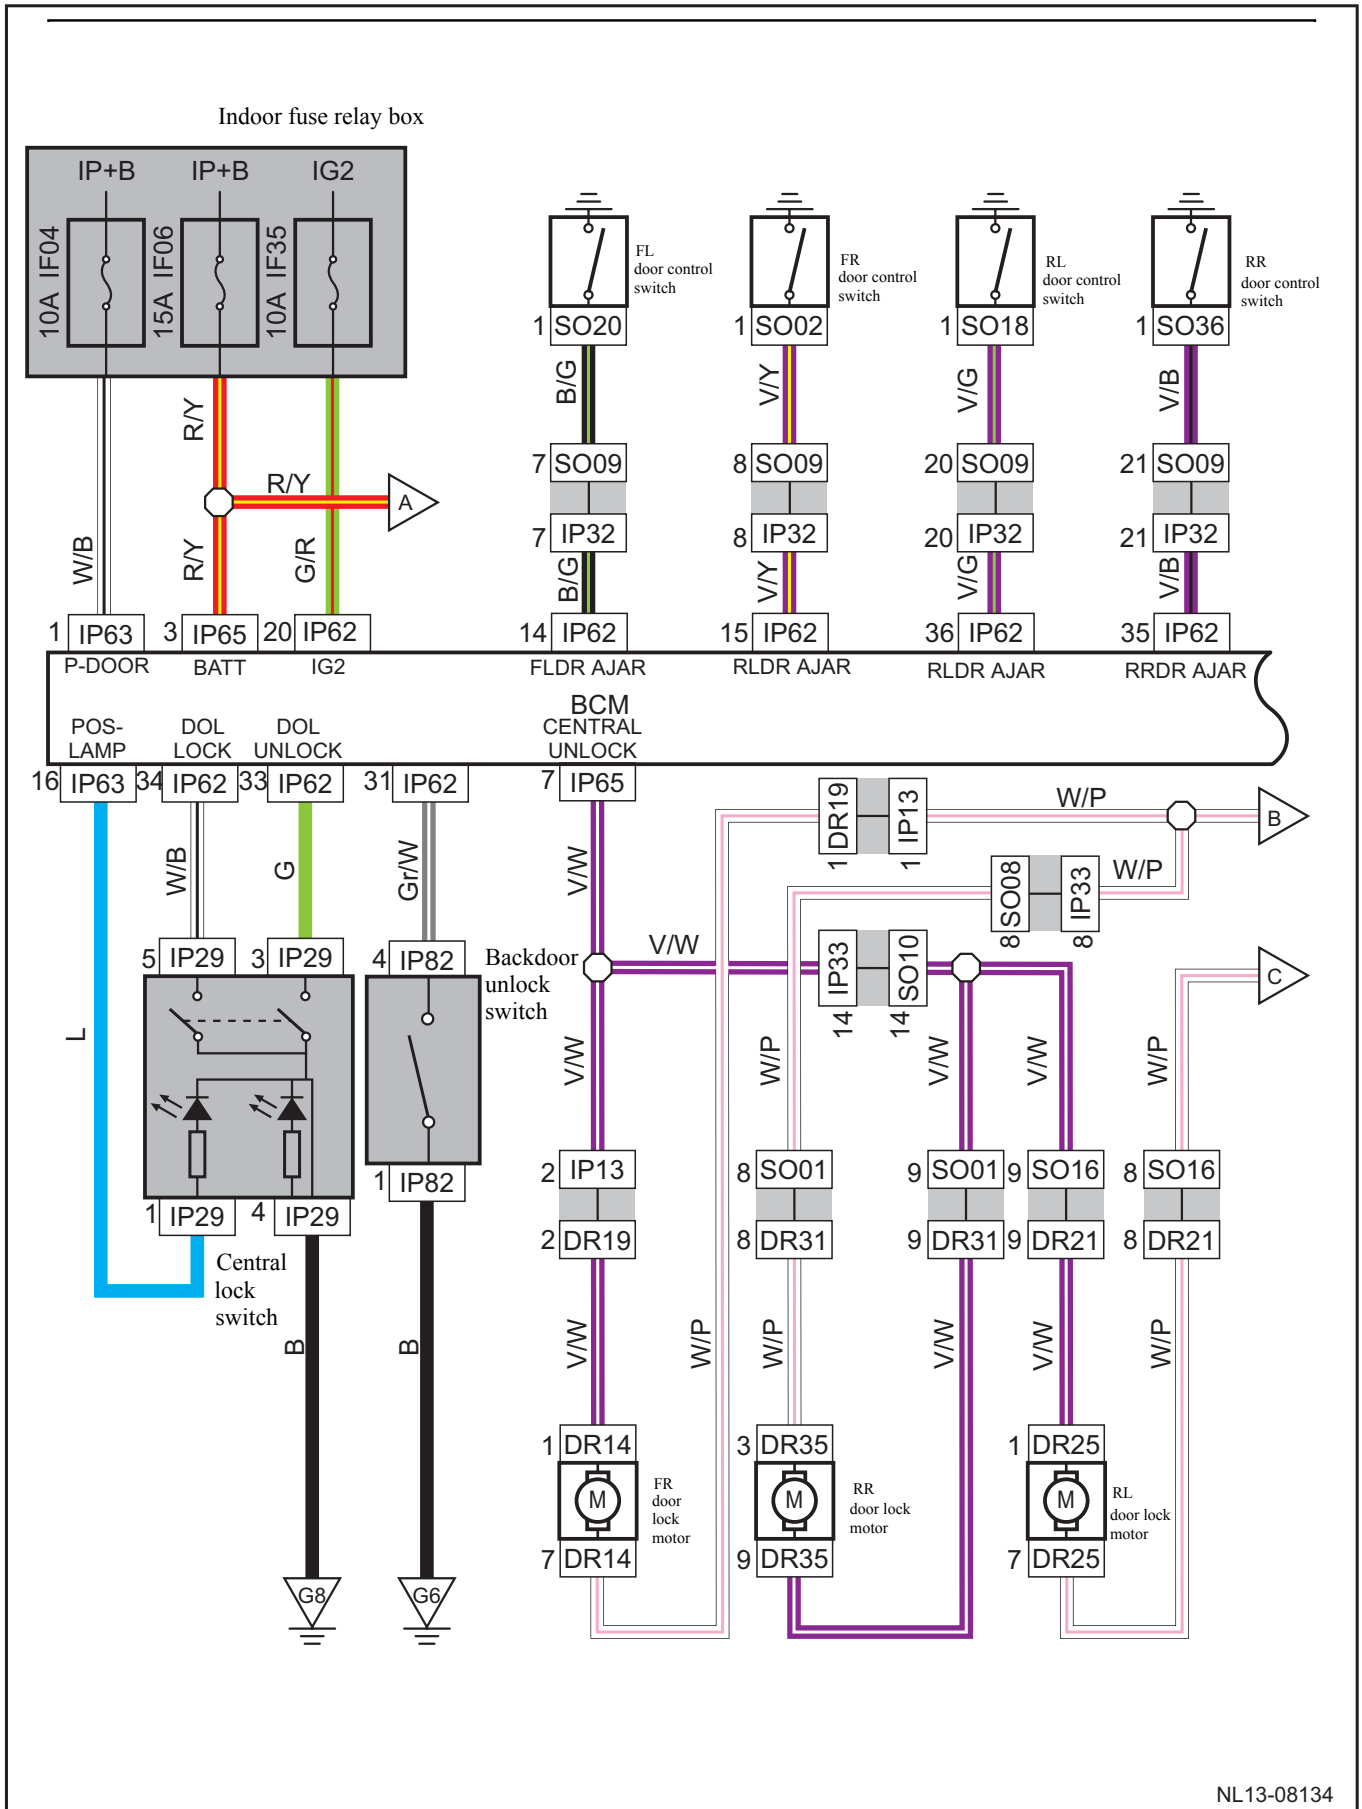 Indoor fuse relay box
IP+B IP+B IG2
10A IF04
15A IF06
10A IF35
FL
door control
switch
FR
door control
switch
RL
door control
switch
RR
door control
switch
1 SO20
1 SO02
1 SO18
1 SO36
B/G
V/Y
V/G
V/B
R/Y
R/Y
A
7 SO09
8 SO09
20 SO09
21 SO09
7 IP32
8 IP32
20 IP32
21 IP32
W/B
R/Y
G/R
B/G
V/Y
V/G
V/B
1 IP63
3 IP65
20 IP62
14 IP62
15 IP62
36 IP62
35 IP62
P-DOOR
BATT
IG2
FLDR AJAR
RLDR AJAR
RLDR AJAR
RRDR AJAR
BCM
POS-
LAMP
DOL
LOCK
DOL
UNLOCK
CENTRAL
UNLOCK
16 IP63
34 IP62
33 IP62
31 IP62
7 IP65
1 DR19
1 IP13
W/P
B
8 SO08
8 IP33
W/P
W/B
G
Gr/W
V/W
5 IP29
3 IP29
4 IP82
Backdoor
unlock
switch
V/W
14 IP33
14 SO10
C
L
V/W
W/P
V/W
V/W
W/P
2 IP13
8 SO01
9 SO01
9 SO16
8 SO16
1 IP29
4 IP29
1 IP82
2 DR19
8 DR31
9 DR31
9 DR21
8 DR21
Central
lock
switch
B
B
V/W
W/P
W/P
V/W
V/W
W/P
1 DR14
3 DR35
1 DR25
M
FR
door
lock
motor
M
RR
door lock
motor
M
RL
door lock
motor
7 DR14
9 DR35
7 DR25
G8
G6
NL13-08134